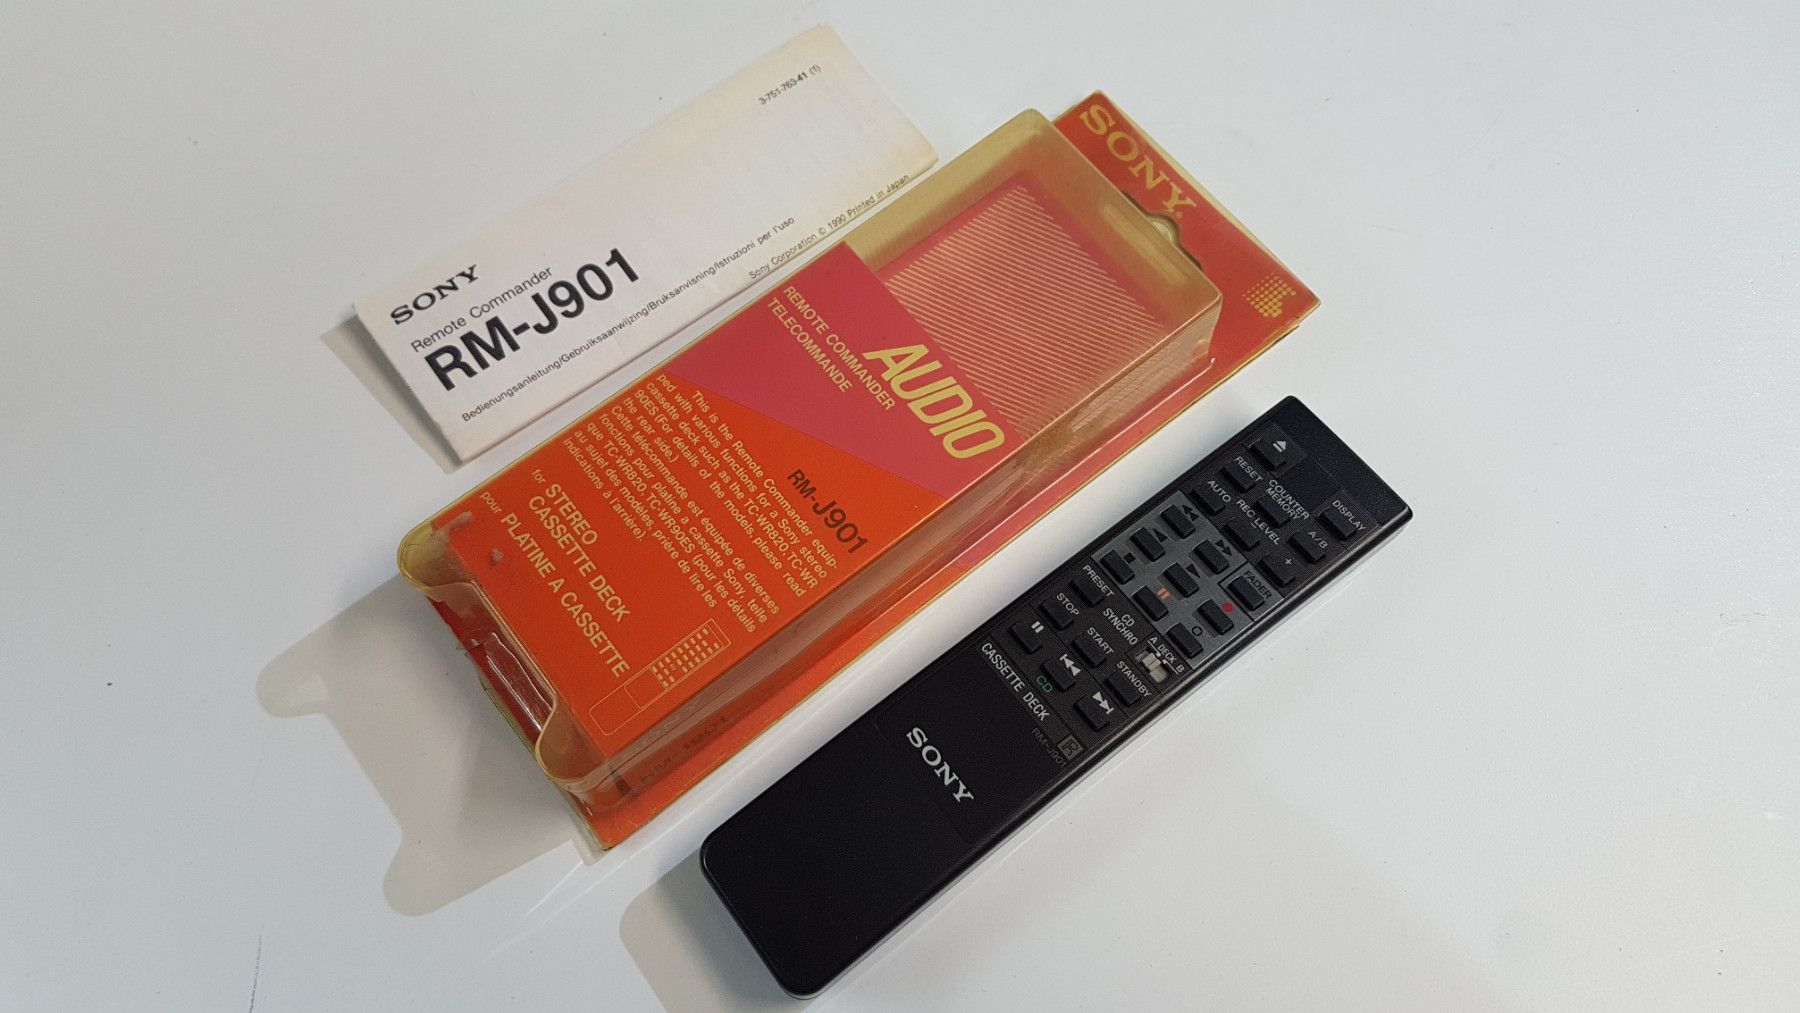 3-751-763-41 (1)
SONY
Remote Commander
RM-J901
Bedienungsanleitung/Gebruiksaanwijzing/Bruksanvisning/Istruzioni per l'uso
Sony Corporation © 1990 Printed in Japan
SONY
REMOTE COMMANDER
TELECOMMANDE
AUDIO
RM-J901
This is the Remote Commander equip-
ped with various functions for a Sony stereo
cassette deck such as the TC-WR820, TC-WR
90ES (For details of the models, please read
the rear side.)
Cette télécommande est équipée de diverses
fonctions pour platine à cassette Sony, telle
que TC-WR820, TC-WR90ES (pour les détails
au sujet des modèles, prière de lire les
indications à l'arrière).
for STEREO
CASSETTE DECK
pour PLATINE A CASSETTE
DISPLAY
RESET
COUNTER
MEMORY
A/B
AUTO
REC LEVEL
+
FADER
PRESET
CD
SYNCHRO
A DECK B
STOP
START
STANDBY
CD
CASSETTE DECK
RM-J901
SONY